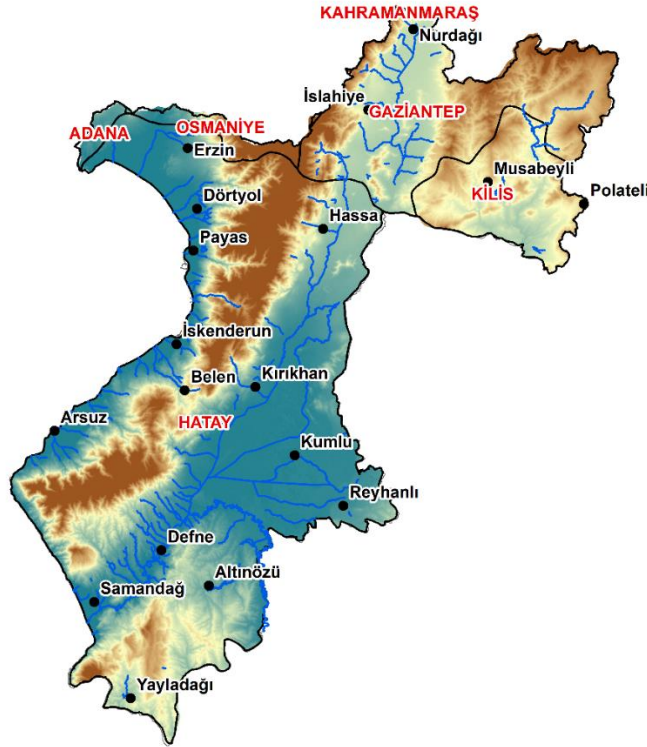 KAHRAMANMARAŞ
Nurdağı
İslahiye
GAZİANTEP
ADANA
OSMANİYE
Erzin
Musabeyli
KİLİS
Polateli
Dörtyol
Hassa
Payas
İskenderun
Belen
Kırıkhan
Arsuz
HATAY
Kumlu
Reyhanlı
Defne
Altınözü
Samandağ
Yayladağı